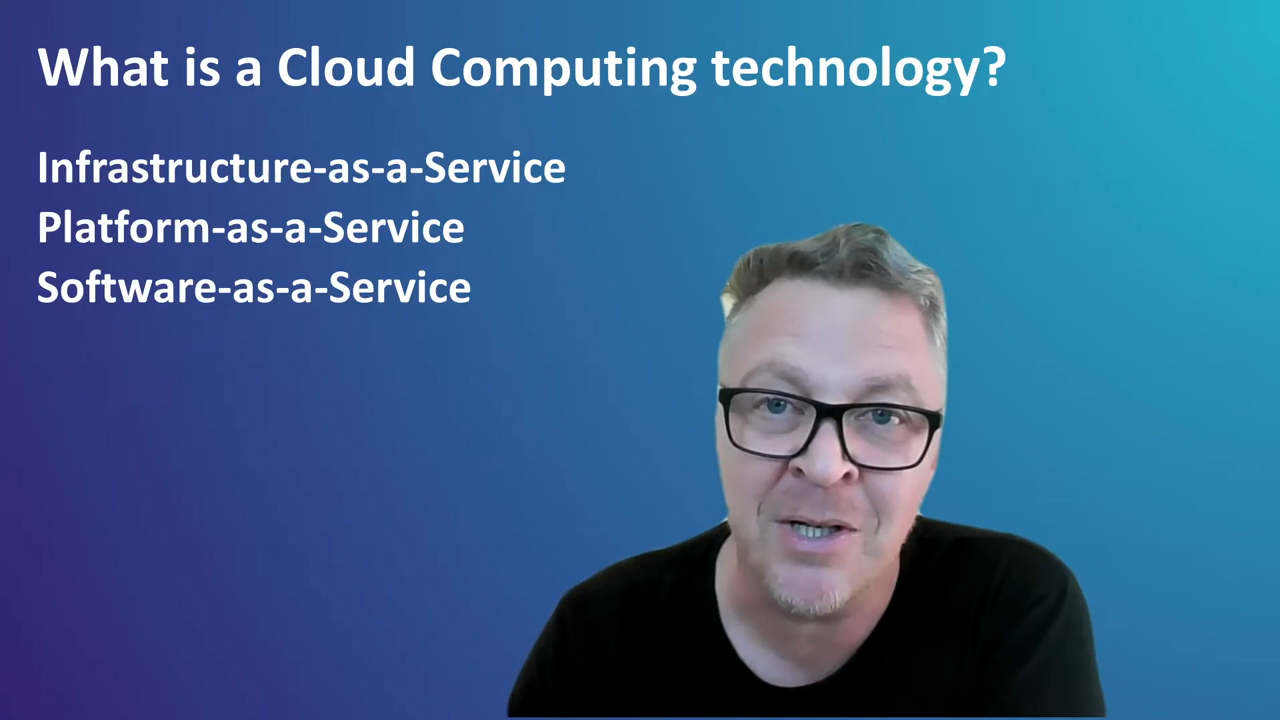 What is a Cloud Computing technology?
Infrastructure-as-a-Service
Platform-as-a-Service
Software-as-a-Service